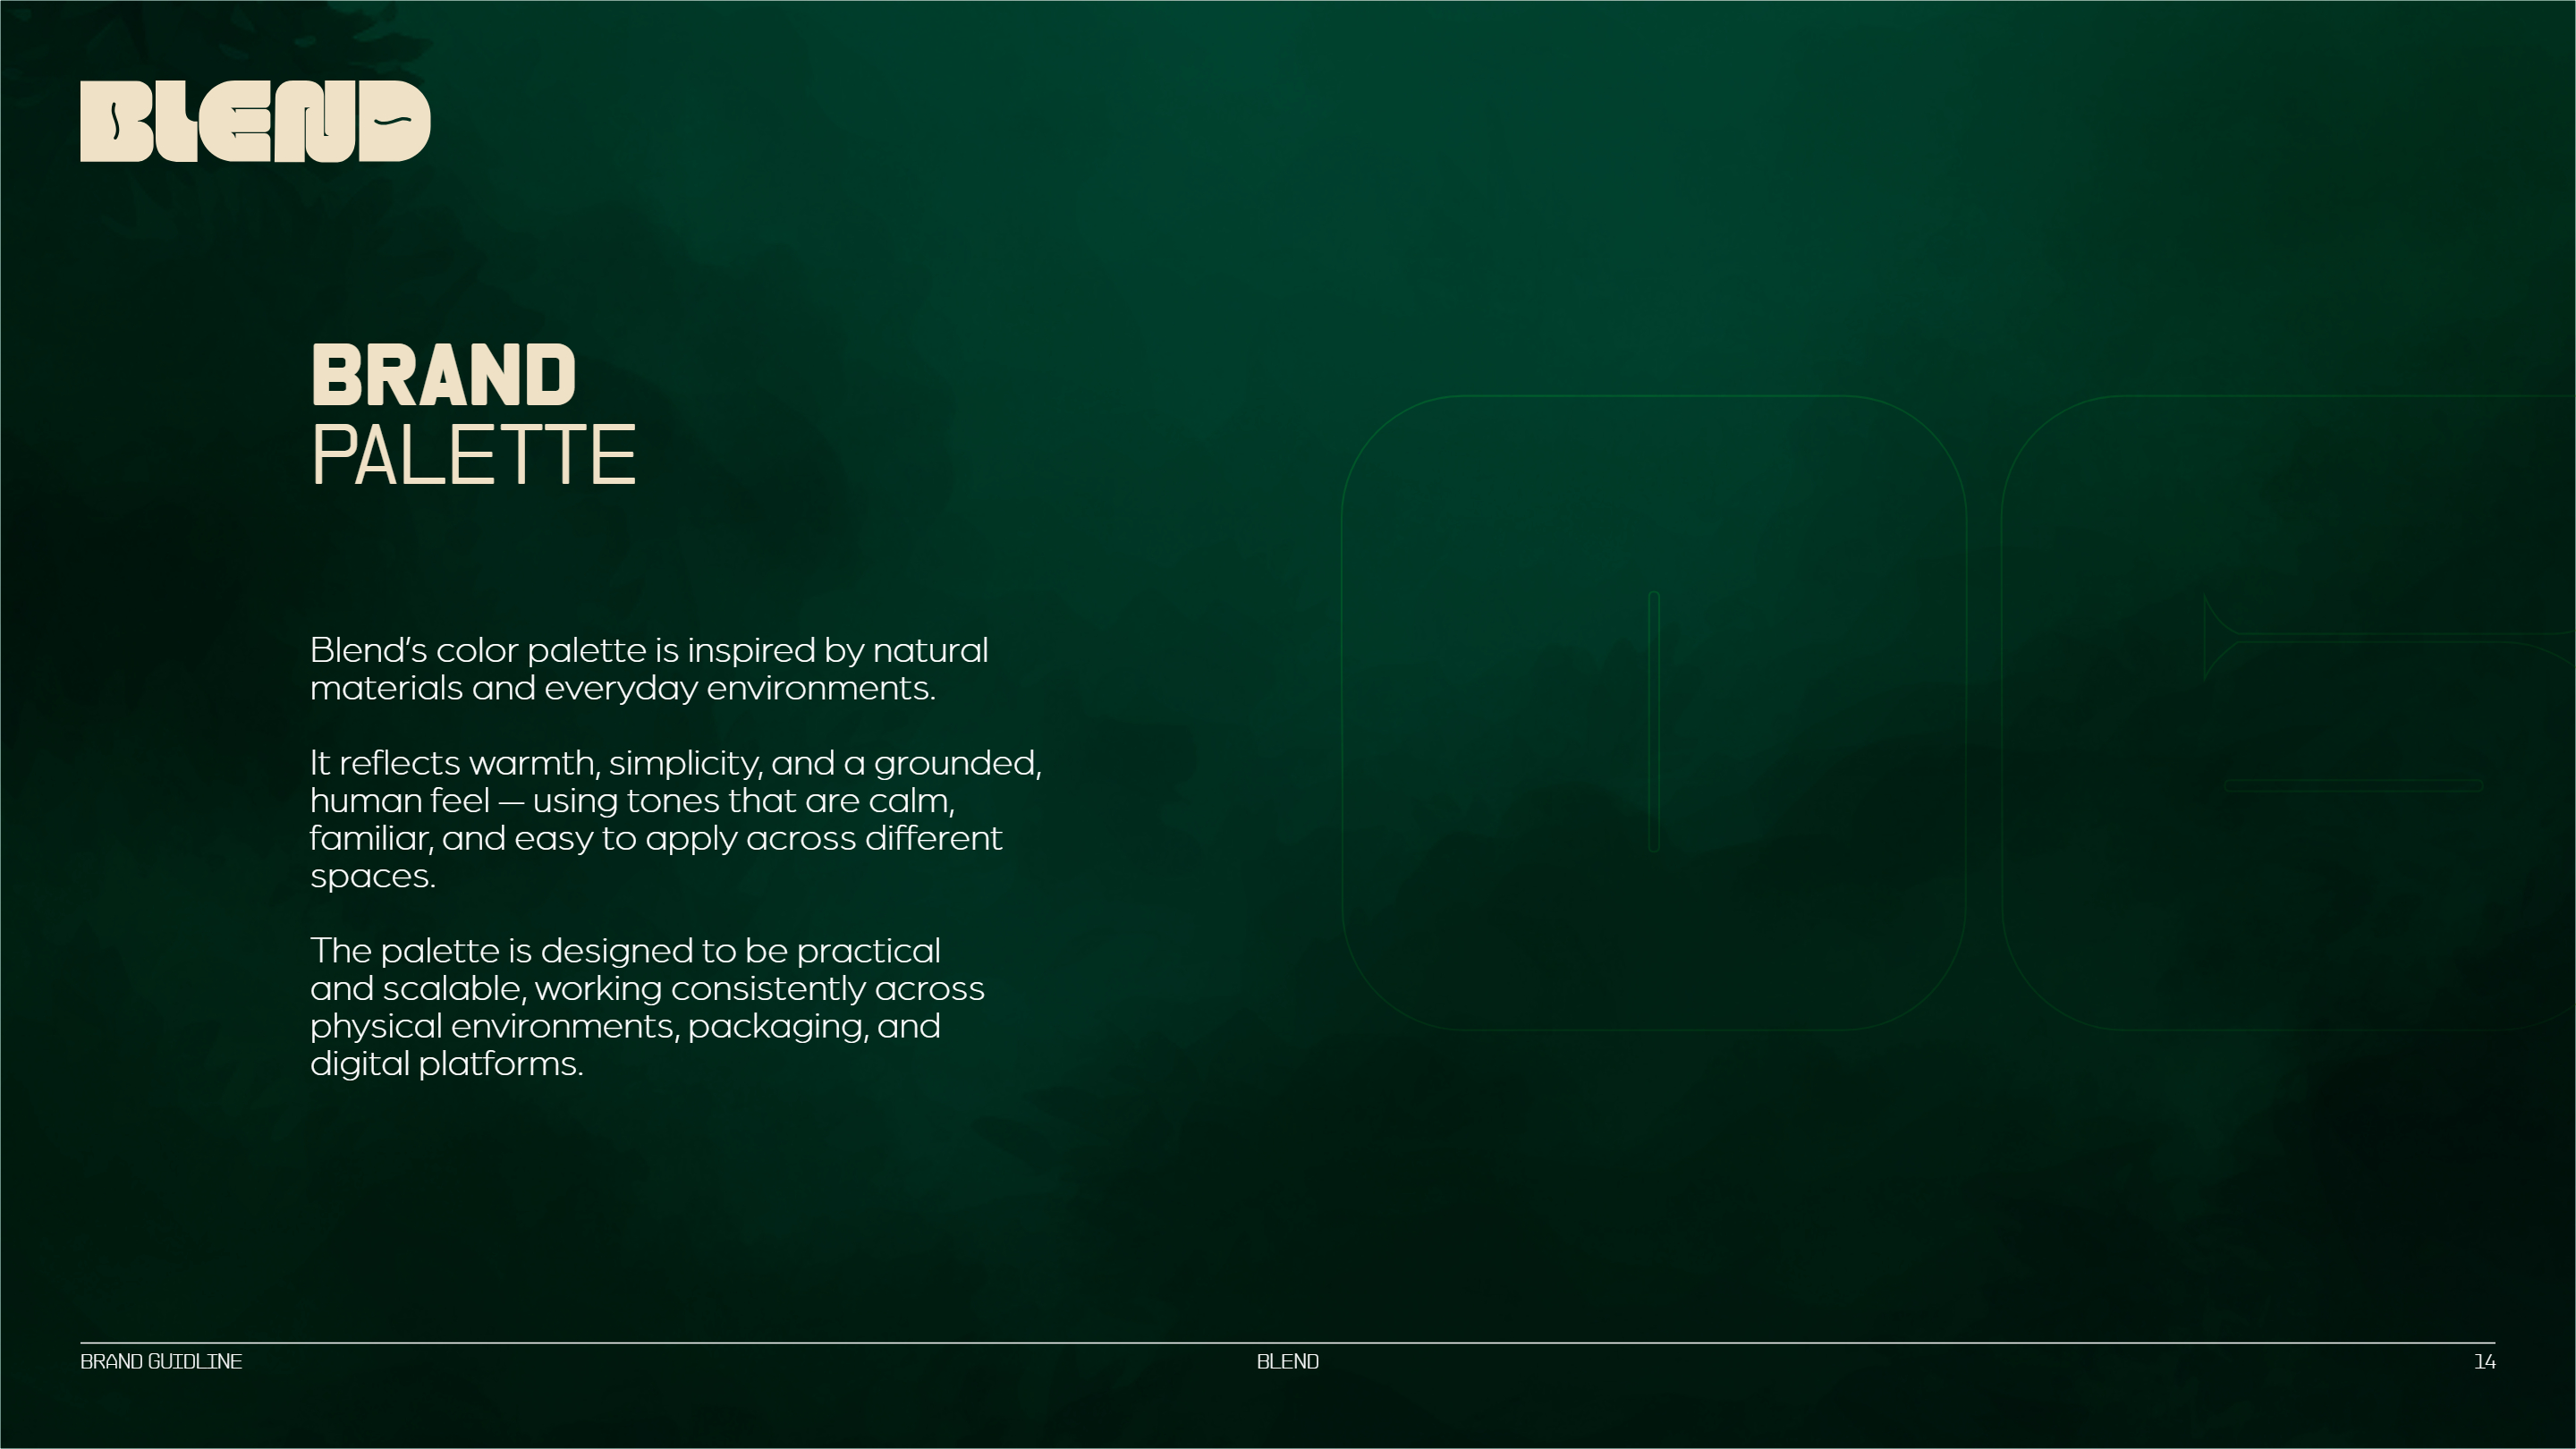 BLEND
BRAND
PALETTE
Blend’s color palette is inspired by natural
materials and everyday environments.
It reflects warmth, simplicity, and a grounded,
human feel — using tones that are calm,
familiar, and easy to apply across different
spaces.
The palette is designed to be practical
and scalable, working consistently across
physical environments, packaging, and
digital platforms.
BRAND GUIDLINE
BLEND
14